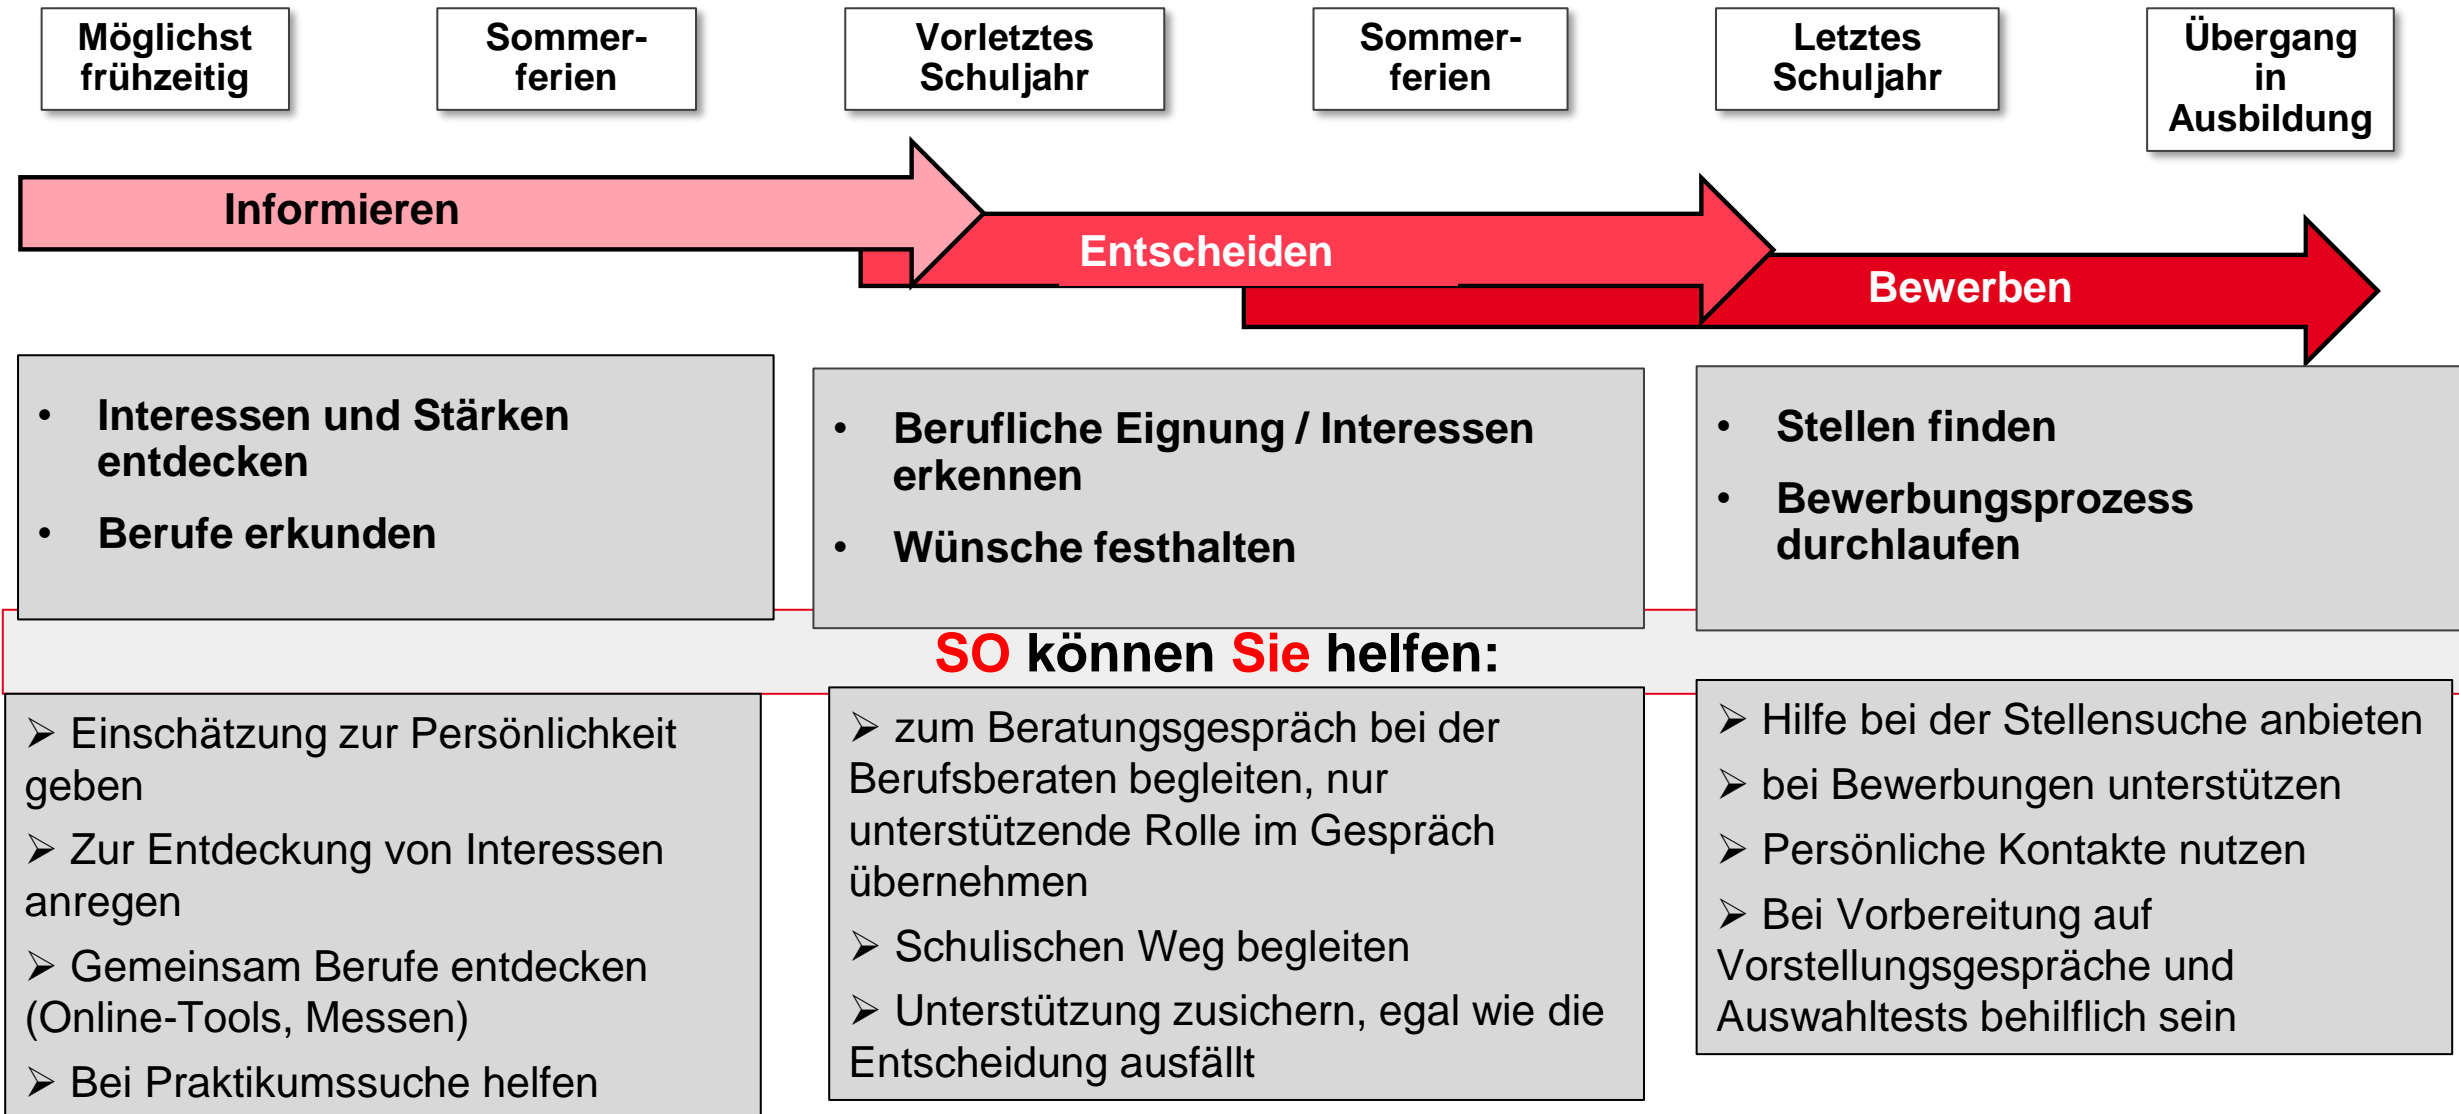 Möglichst
frühzeitig
Sommer-
ferien
Vorletztes
Schuljahr
Sommer-
ferien
Letztes
Schuljahr
Übergang
in
Ausbildung
Informieren
Entscheiden
Bewerben
• Interessen und Stärken
entdecken
• Berufe erkunden
• Berufliche Eignung / Interessen
erkennen
• Wünsche festhalten
• Stellen finden
• Bewerbungsprozess
durchlaufen
SO können Sie helfen:
➢ Einschätzung zur Persönlichkeit
geben
➢ Zur Entdeckung von Interessen
anregen
➢ Gemeinsam Berufe entdecken
(Online-Tools, Messen)
➢ Bei Praktikumssuche helfen
➢ zum Beratungsgespräch bei der
Berufsberaten begleiten, nur
unterstützende Rolle im Gespräch
übernehmen
➢ Schulischen Weg begleiten
➢ Unterstützung zusichern, egal wie die
Entscheidung ausfällt
➢ Hilfe bei der Stellensuche anbieten
➢ bei Bewerbungen unterstützen
➢ Persönliche Kontakte nutzen
➢ Bei Vorbereitung auf
Vorstellungsgespräche und
Auswahltests behilflich sein